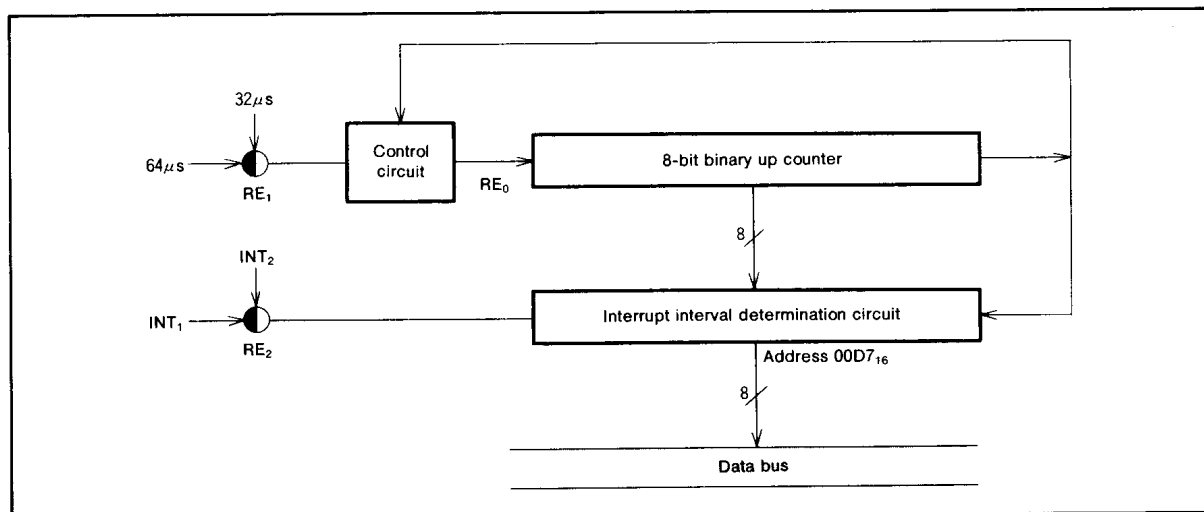 32μs
64μs
RE₁
Control
circuit
RE₀
8-bit binary up counter
8
INT₂
INT₁
RE₂
Interrupt interval determination circuit
Address 00D7₁₆
8
Data bus